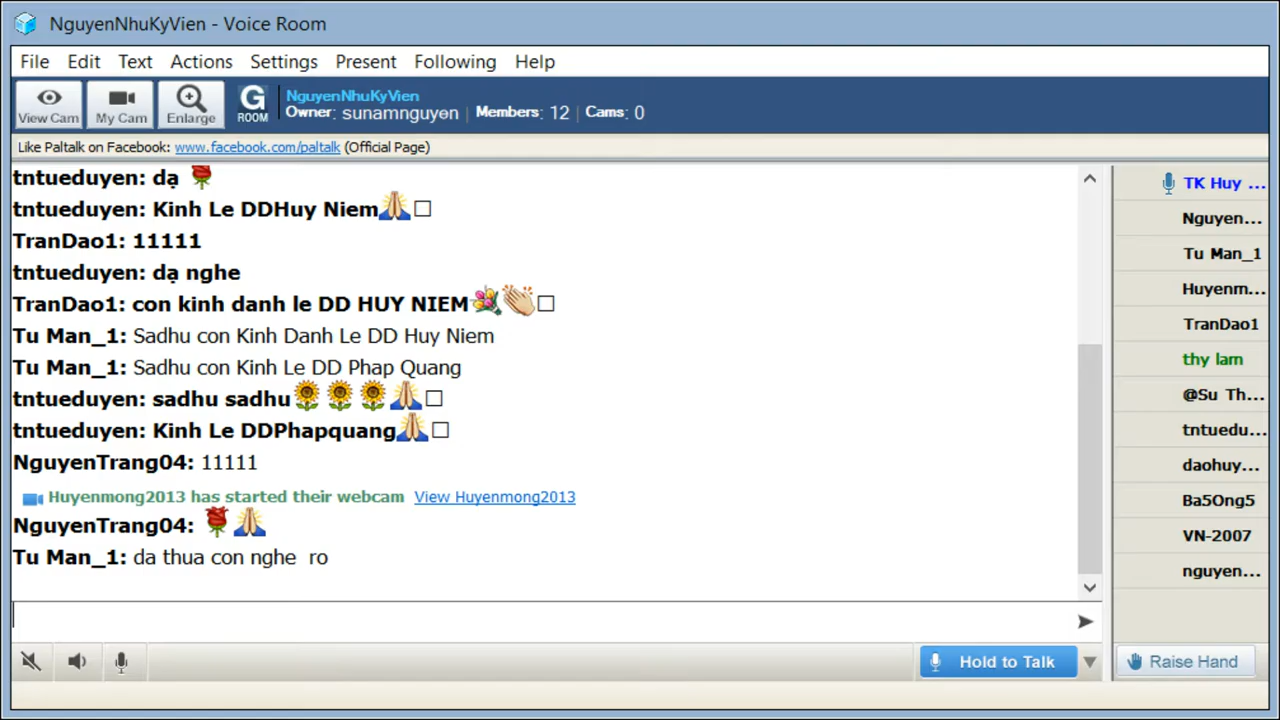 NguyenNhuKyVien - Voice Room
File Edit Text Actions Settings Present Following Help
View Cam My Cam Enlarge G ROOM
NguyenNhuKyVien
Owner: sunamnguyen | Members: 12 | Cams: 0
Like Paltalk on Facebook: www.facebook.com/paltalk (Official Page)
tntueduyen: dạ
tntueduyen: Kinh Le DDHuy Niem
TranDao1: 11111
tntueduyen: dạ nghe
TranDao1: con kinh danh le DD HUY NIEM
Tu Man_1: Sadhu con Kinh Danh Le DD Huy Niem
Tu Man_1: Sadhu con Kinh Le DD Phap Quang
tntueduyen: sadhu sadhu
tntueduyen: Kinh Le DDPhapquang
NguyenTrang04: 11111
Huyenmong2013 has started their webcam View Huyenmong2013
NguyenTrang04:
Tu Man_1: da thua con nghe ro
TK Huy ...
Nguyen...
Tu Man_1
Huyenm...
TranDao1
thy lam
@Su Th...
tntuedu...
daohuy...
Ba5Ong5
VN-2007
nguyen...
Hold to Talk
Raise Hand